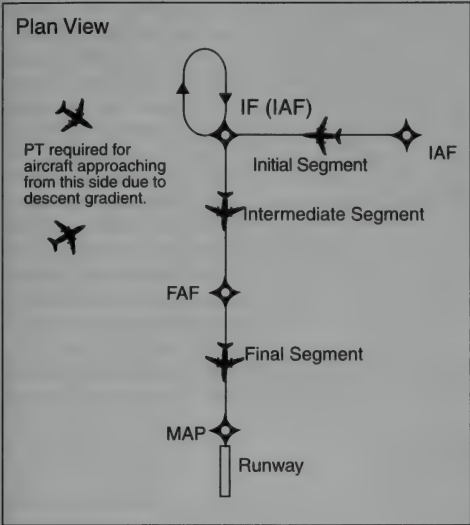 Plan View
IF (IAF)
IAF
PT required for
aircraft approaching
from this side due to
descent gradient.
Initial Segment
Intermediate Segment
FAF
Final Segment
MAP
Runway